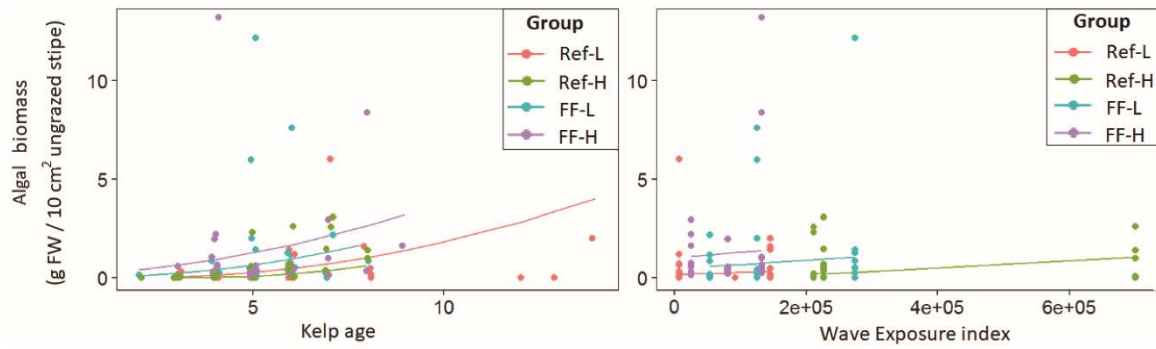 Algal biomass
(g FW / 10 cm² ungrazed stipe)
10
5
0
5
10
Kelp age
Group
Ref-L
Ref-H
FF-L
FF-H
10
5
0
0
2e+05
4e+05
6e+05
Wave Exposure index
Group
Ref-L
Ref-H
FF-L
FF-H